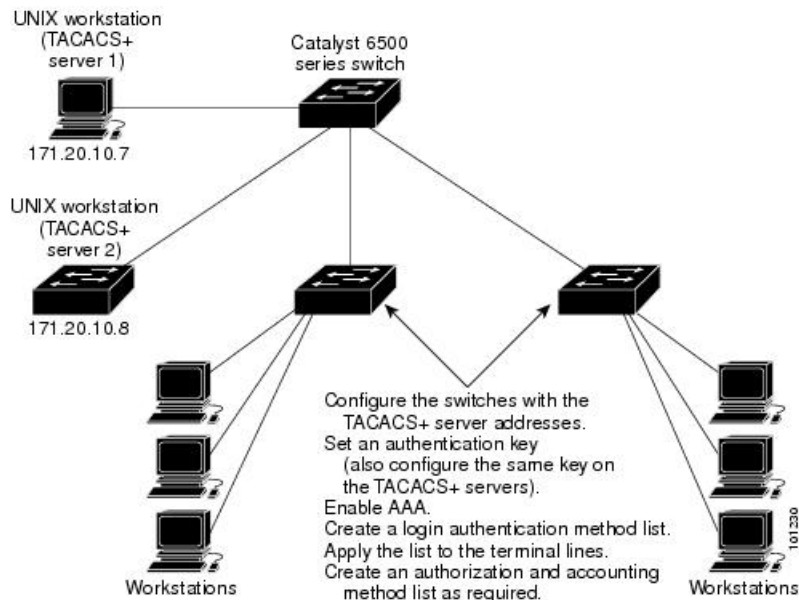 UNIX workstation
(TACACS+
server 1)
Catalyst 6500
series switch
171.20.10.7
UNIX workstation
(TACACS+
server 2)
171.20.10.8
Configure the switches with the
TACACS+ server addresses.
Set an authentication key
(also configure the same key on
the TACACS+ servers).
Enable AAA.
Create a login authentication method list.
Apply the list to the terminal lines.
Create an authorization and accounting
method list as required.
Workstations
Workstations
101230